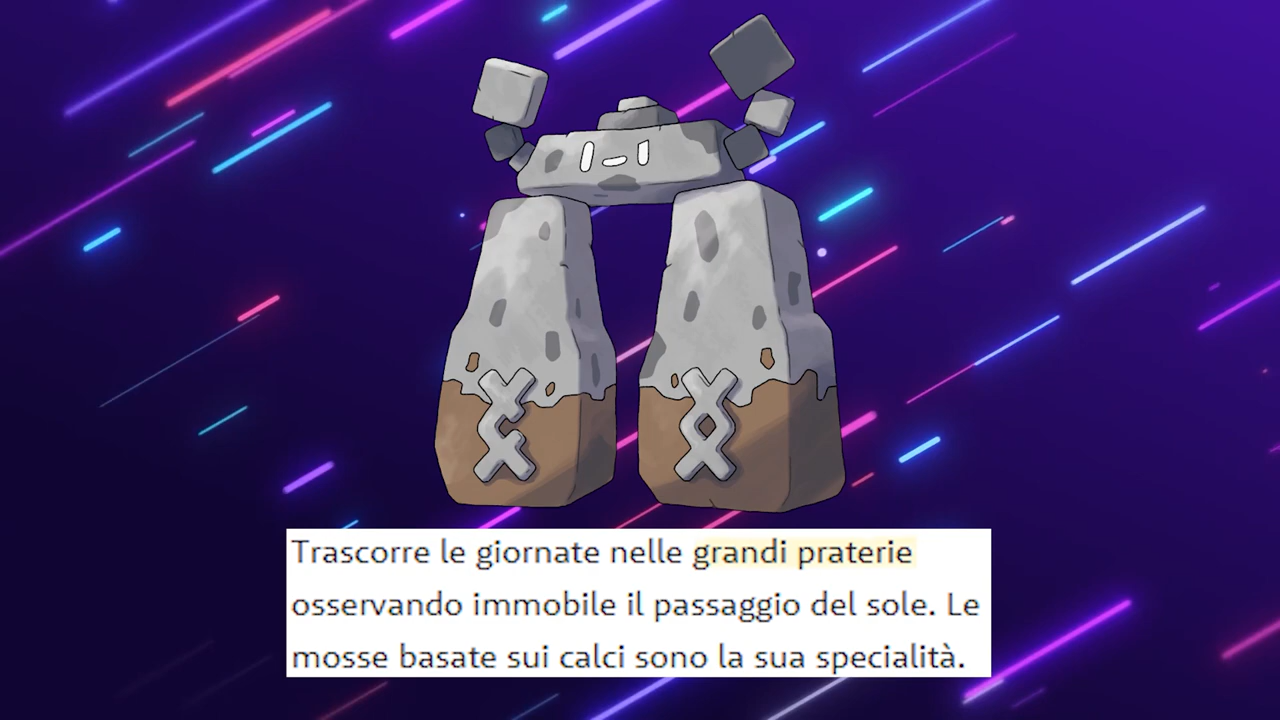 Trascorre le giornate nelle grandi praterie
osservando immobile il passaggio del sole. Le
mosse basate sui calci sono la sua specialità.